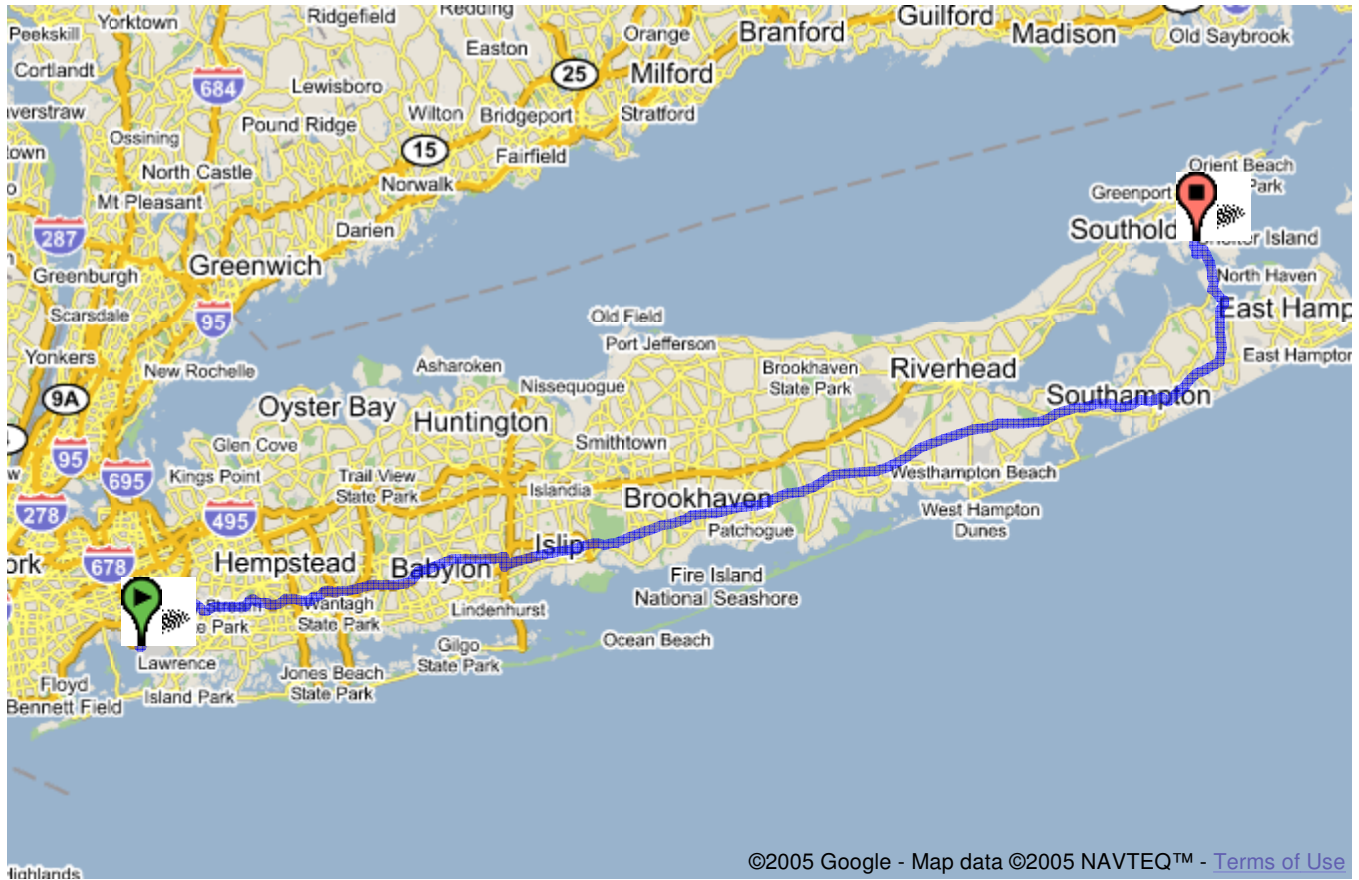 Yorktown
Ridgefield
Redding
Guilford
Peekskill
Easton
Orange
Branford
Madison
Old Saybrook
Cortlandt
684
Lewisboro
25
Milford
Wilton
Bridgeport
Stratford
Ossining
Pound Ridge
15
Fairfield
North Castle
Norwalk
Orient Beach
Mt Pleasant
Greenport
Park
Darien
Southold
287
Shelter Island
Greenburgh
Greenwich
North Haven
Scarsdale
95
Old Field
East Hamp
Yonkers
New Rochelle
Port Jefferson
East Hampton
Asharoken
Nissequogue
Brookhaven
State Park
Riverhead
9A
Oyster Bay
Huntington
Southampton
Glen Cove
Smithtown
95
695
Kings Point
Trail View
State Park
Islandia
Westhampton Beach
278
495
Brookhaven
West Hampton
Dunes
Patchogue
678
Hempstead
Babylon
Islip
Fire Island
National Seashore
Stream
Wantagh
State Park
Lindenhurst
Ocean Beach
Lawrence
Gilgo
State Park
Floyd
Bennett Field
Island Park
Jones Beach
State Park
Highlands
©2005 Google - Map data ©2005 NAVTEQ™ - Terms of Use